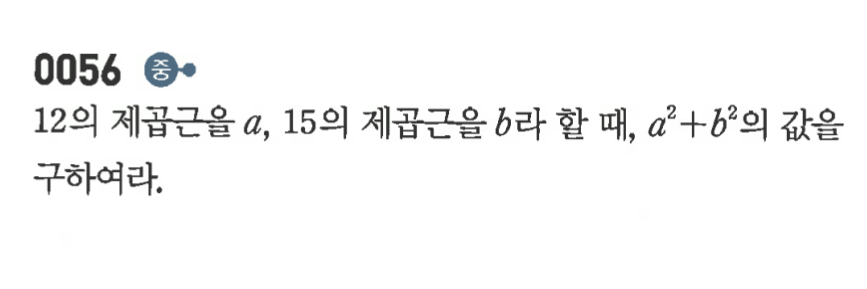 0056 중
12의 제곱근을 a, 15의 제곱근을 b라 할 때, a²+b²의 값을
구하여라.